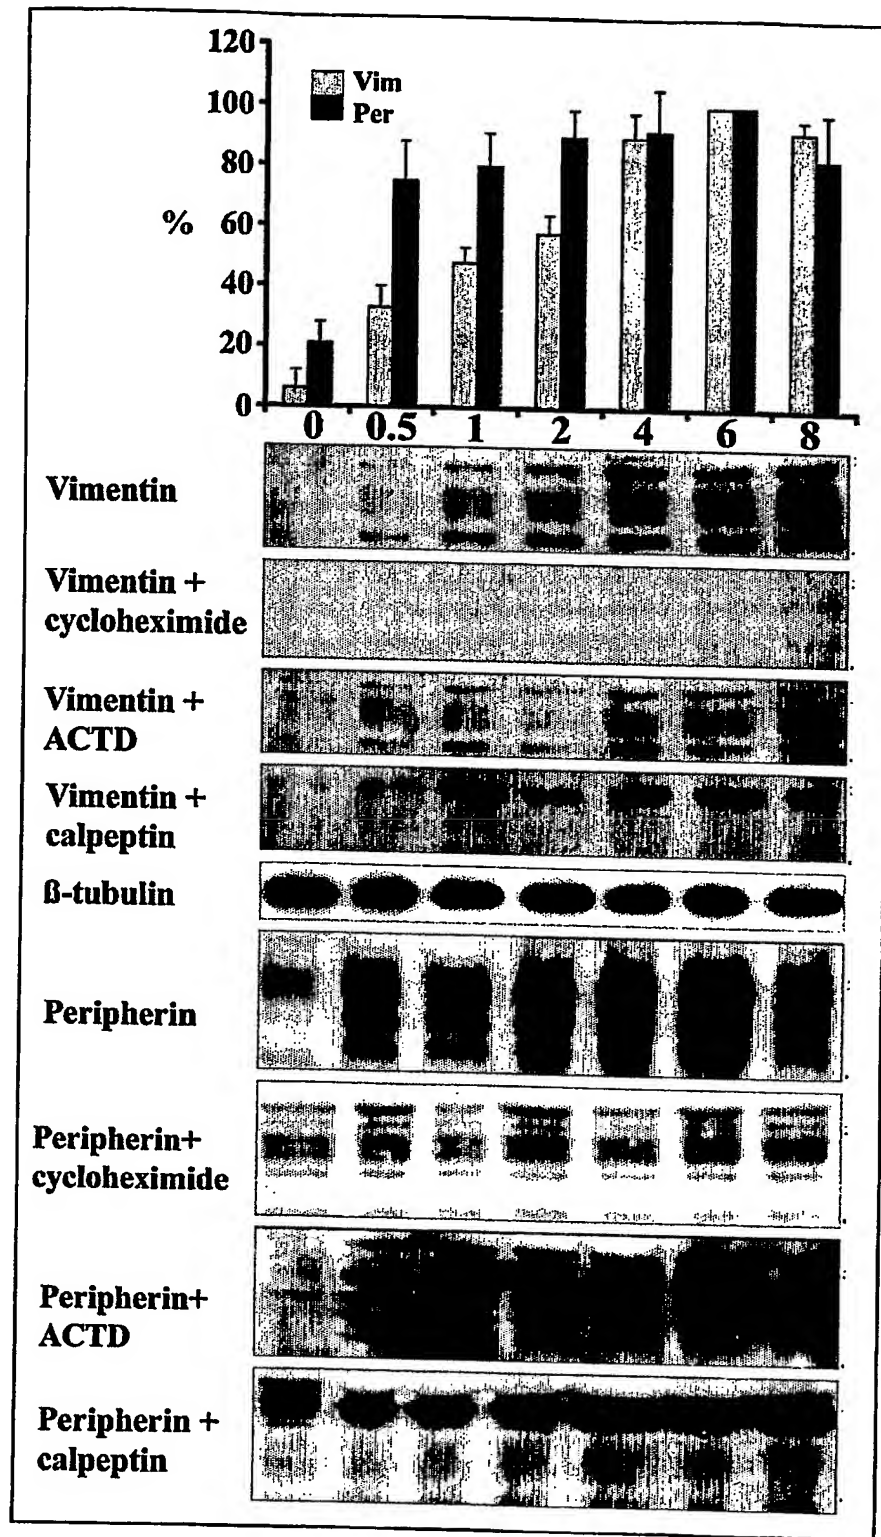 120
100
80
60
40
20
0
%
Vim
Per
0 0.5 1 2 4 6 8
Vimentin
Vimentin +
cycloheximide
Vimentin +
ACTD
Vimentin +
calpeptin
ß-tubulin
Peripherin
Peripherin+
cycloheximide
Peripherin+
ACTD
Peripherin +
calpeptin